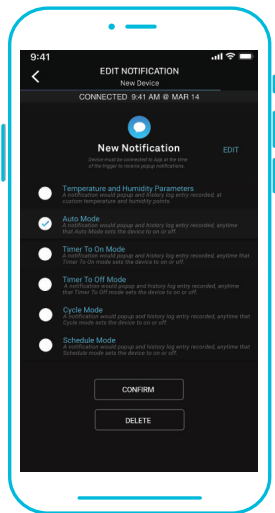 9:41
EDIT NOTIFICATION
New Device
CONNECTED 9:41 AM @ MAR 14
New Notification
EDIT
Device must be connected to App at the time
of the trigger to receive popup notifications.
Temperature and Humidity Parameters
A notification would popup and history log entry recorded, at
custom temperature and humidity points.
Auto Mode
A notification would popup and history log entry recorded, anytime
that Auto Mode sets the device to on or off.
Timer To On Mode
A notification would popup and history log entry recorded, anytime that
Timer To On mode sets the device to on or off.
Timer To Off Mode
A notification would popup and history log entry recorded, anytime
that Timer To Off mode sets the device to on or off.
Cycle Mode
A notification would popup and history log entry recorded, anytime that
Cycle mode sets the device to on or off.
Schedule Mode
A notification would popup and history log entry recorded, anytime that
Schedule mode sets the device to on or off.
CONFIRM
DELETE